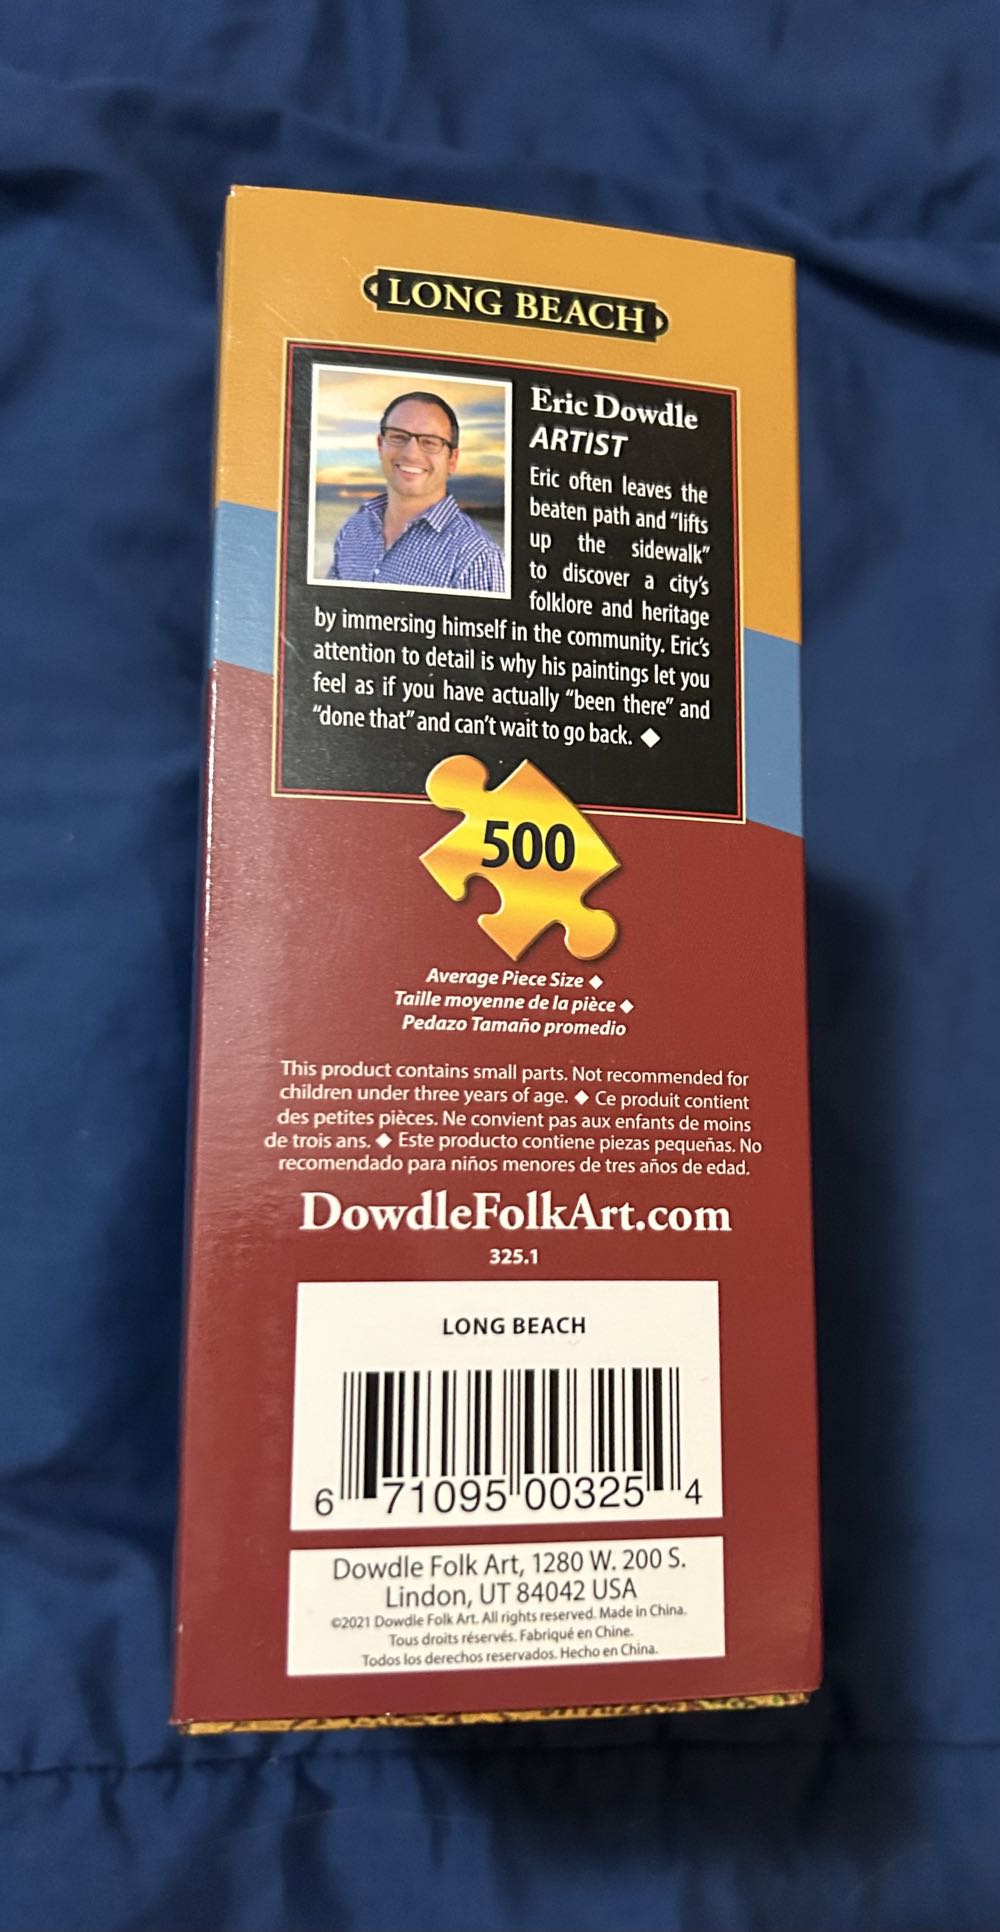 LONG BEACH
Eric Dowdle
ARTIST
Eric often leaves the
beaten path and “lifts
up the sidewalk”
to discover a city’s
folklore and heritage
by immersing himself in the community. Eric’s
attention to detail is why his paintings let you
feel as if you have actually “been there” and
“done that” and can’t wait to go back. ◆
500
Average Piece Size ◆
Taille moyenne de la pièce ◆
Pedazo Tamaño promedio
This product contains small parts. Not recommended for
children under three years of age. ◆ Ce produit contient
des petites pièces. Ne convient pas aux enfants de moins
de trois ans. ◆ Este producto contiene piezas pequeñas. No
recomendado para niños menores de tres años de edad.
DowdleFolkArt.com
325.1
LONG BEACH
6 71095 00325 4
Dowdle Folk Art, 1280 W. 200 S.
Lindon, UT 84042 USA
©2021 Dowdle Folk Art. All rights reserved. Made in China.
Tous droits réservés. Fabriqué en Chine.
Todos los derechos reservados. Hecho en China.